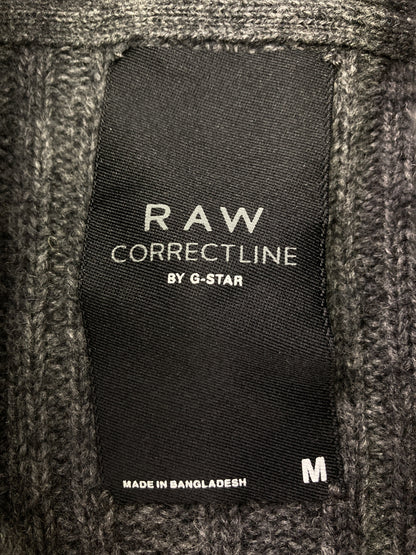 RAW
CORRECTLINE
BY G-STAR
M
MADE IN BANGLADESH